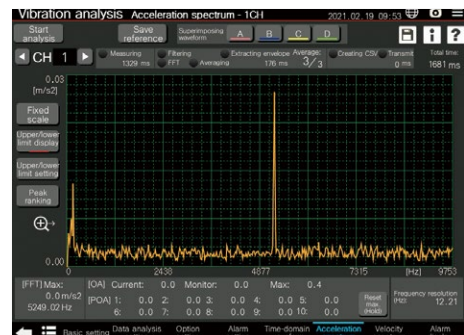 Vibration analysis Acceleration spectrum - 1CH 2021. 02. 19 09:53
Start analysis
Save reference
Superimposing waveform
A B C D
i ?
CH 1
Measuring 1329 ms
Filtering
FFT
Averaging
Extracting envelope 176 ms
Average: 3/3
Creating CSV
Transmit 0 ms
Total time: 1681 ms
0.03
[m/s2]
Fixed scale
Upper/lower limit display
Upper/lower limit setting
Peak ranking
0.00
0 2438 4877 7315 [Hz] 9753
[FFT] Max: 0.0 m/s2 5249.02 Hz
[OA] Current: 0.0 Monitor: 0.0 Max: 0.4
[POA] 1: 0.0 2: 0.0 3: 0.0 4: 0.0 5: 0.0
6: 0.0 7: 0.0 8: 0.0 9: 0.0 10: 0.0
Reset max. (Hold)
Frequency resolution (Hz) 12.21
Basic setting Data analysis Option Alarm Time-domain Acceleration Velocity Alarm